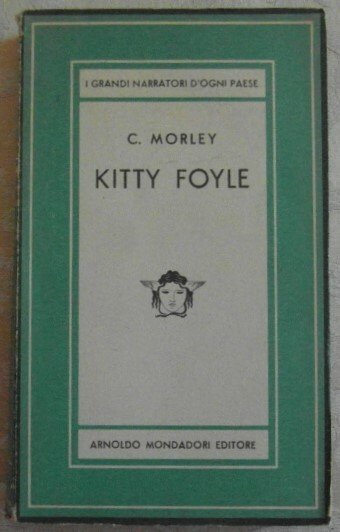 I GRANDI NARRATORI D'OGNI PAESE
C. MORLEY
KITTY FOYLE
ARNOLDO MONDADORI EDITORE